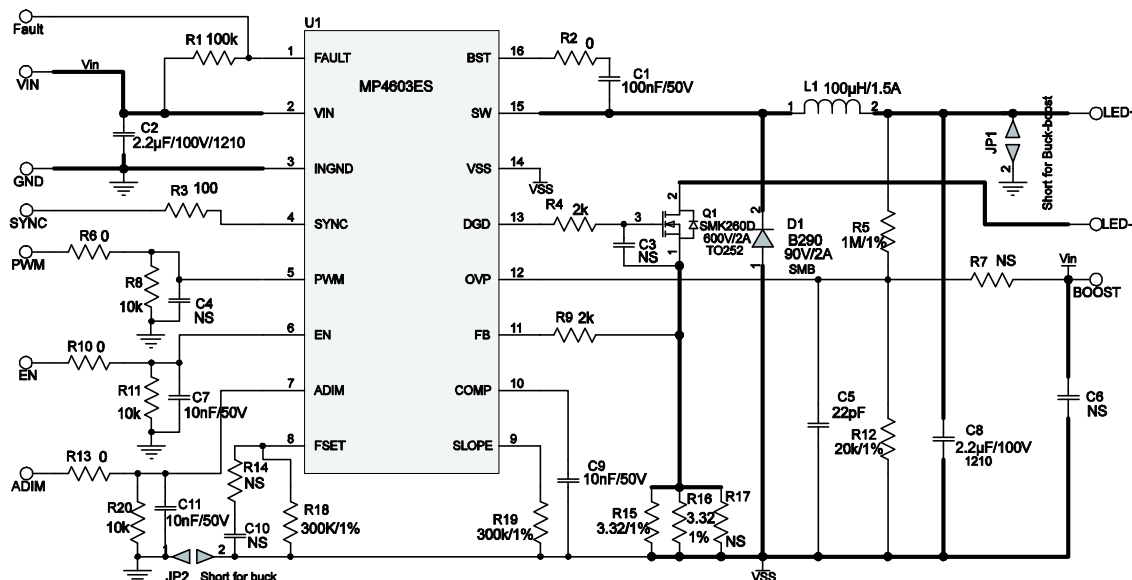 Fault
R1 100k
U1
MP4603ES
VIN
Vin
C2
2.2µF/100V/1210
GND
SYNC
R3 100
PWM
R6 0
R8
10k
C4
NS
EN
R10 0
R11
10k
C7
10nF/50V
ADIM
R13 0
R20
10k
C11
10nF/50V
R14
NS
C10
NS
R18
300K/1%
1 FAULT
2 VIN
3 INGND
4 SYNC
5 PWM
6 EN
7 ADIM
8 FSET
BST 16
SW 15
VSS 14
DGD 13
OVP 12
FB 11
COMP 10
SLOPE 9
R2 0
C1
100nF/50V
VSS
R4 2k
C3
NS
3
2
1
Q1
SMK260D
600V/2A
TO252
2
1
D1
B290
90V/2A
SMB
1 L1 100µH/1.5A 2
R5
1M/1%
1
JP1
2
Short for Buck-boost
LED+
LED-
R7 NS
Vin
BOOST
R9 2k
C5
22pF
R12
20k/1%
C8
2.2µF/100V
1210
C6
NS
C9
10nF/50V
R19
300k/1%
R15
3.32/1%
R16
3.32
1%
R17
NS
VSS
1 2
JP2 Short for buck